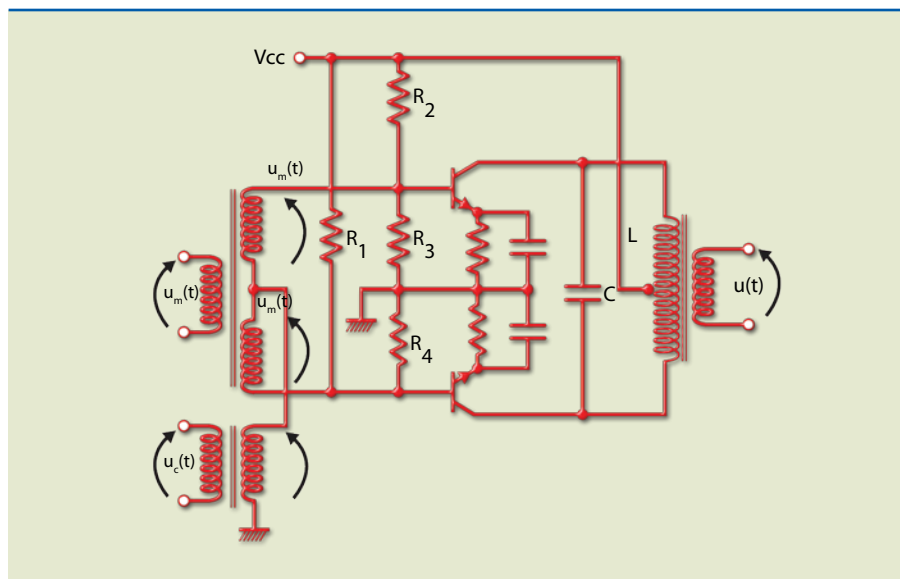 Vcc
R2
um(t)
R1
R3
L
um(t)
um(t)
C
u(t)
R4
uc(t)